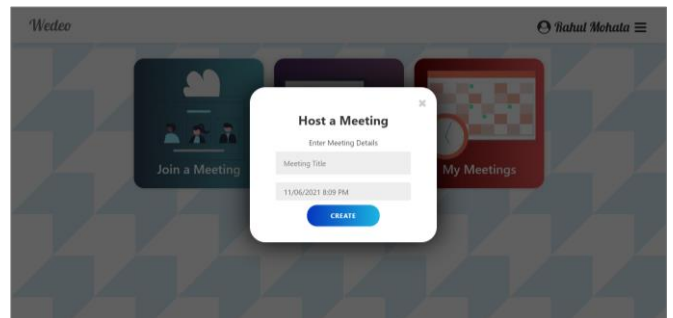 Wedeo
Rahul Mohata
Host a Meeting
Enter Meeting Details
Meeting Title
11/06/2021 8:09 PM
CREATE
Join a Meeting
My Meetings